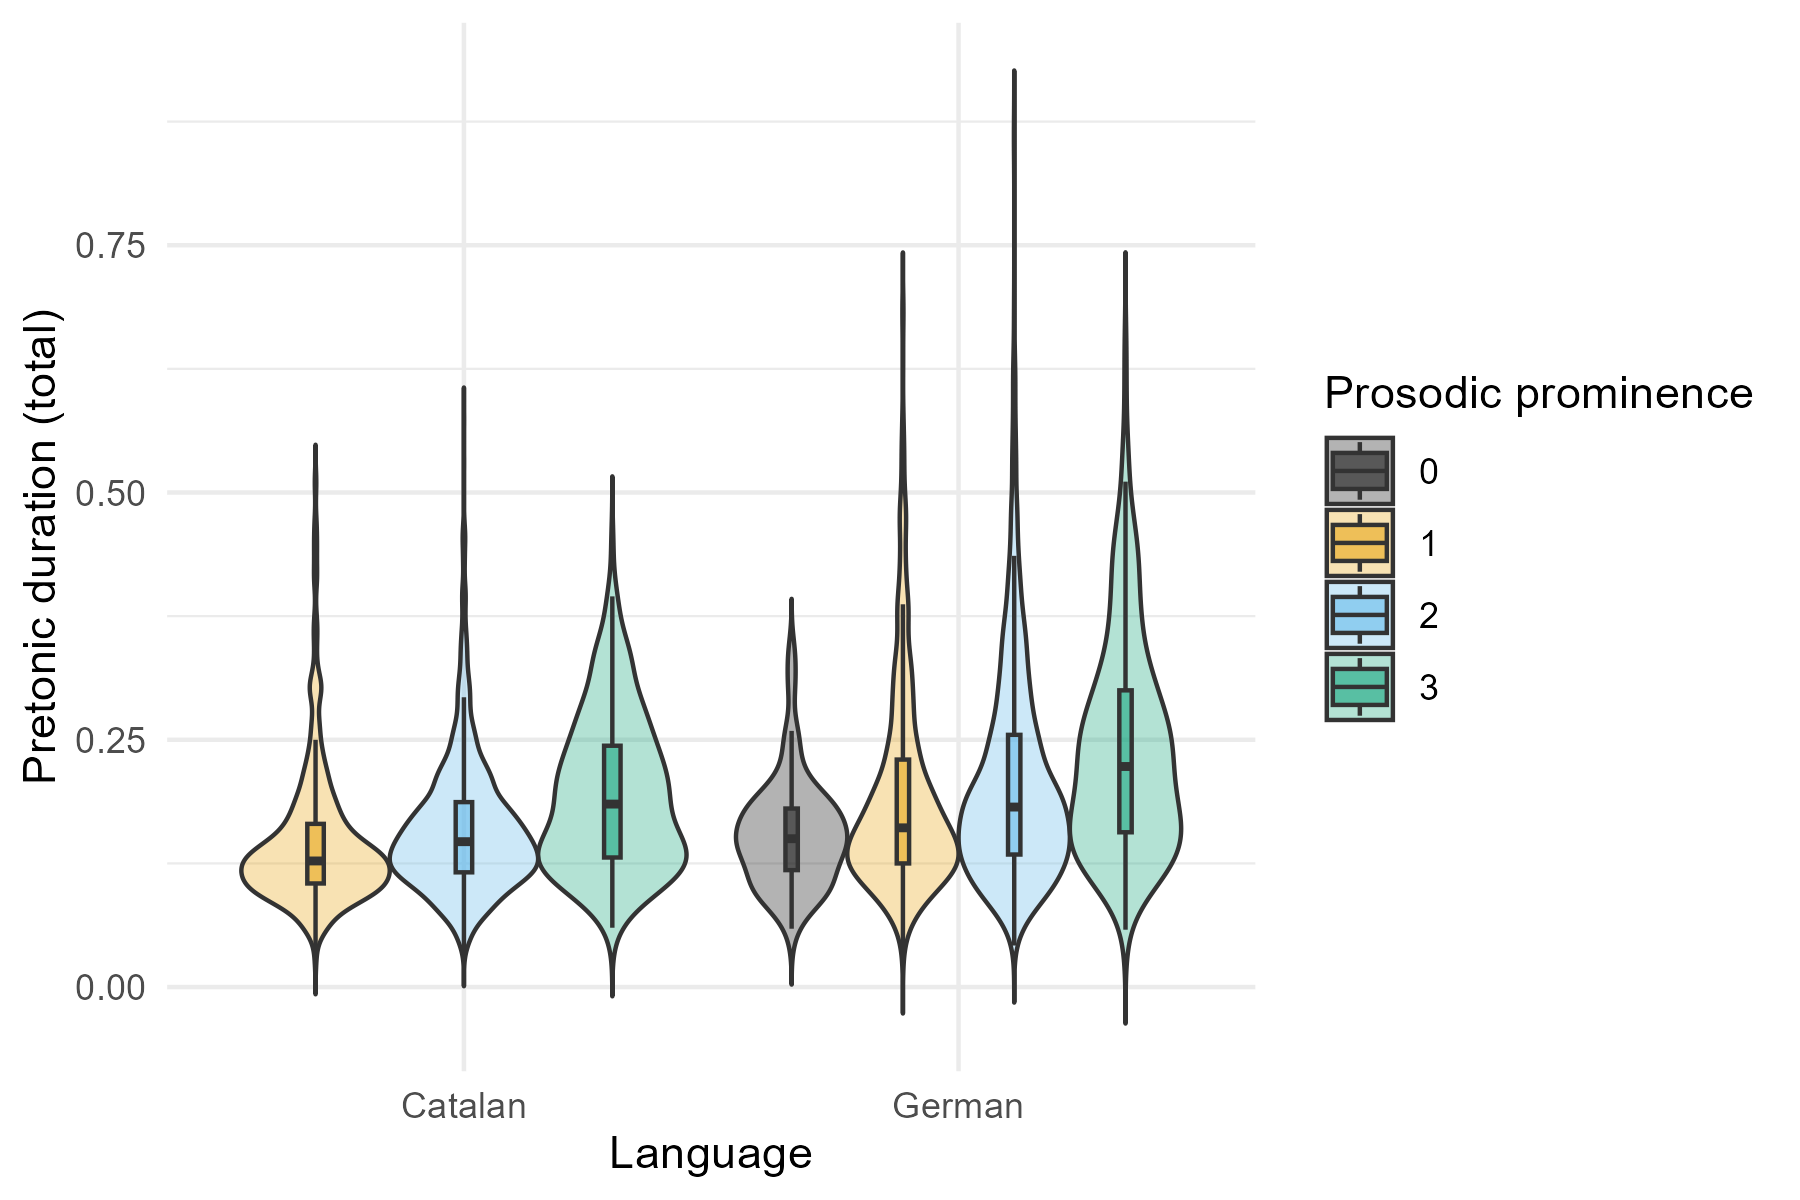 Pretonic duration (total)
0.75
0.50
0.25
0.00
Catalan
German
Language
Prosodic prominence
0
1
2
3